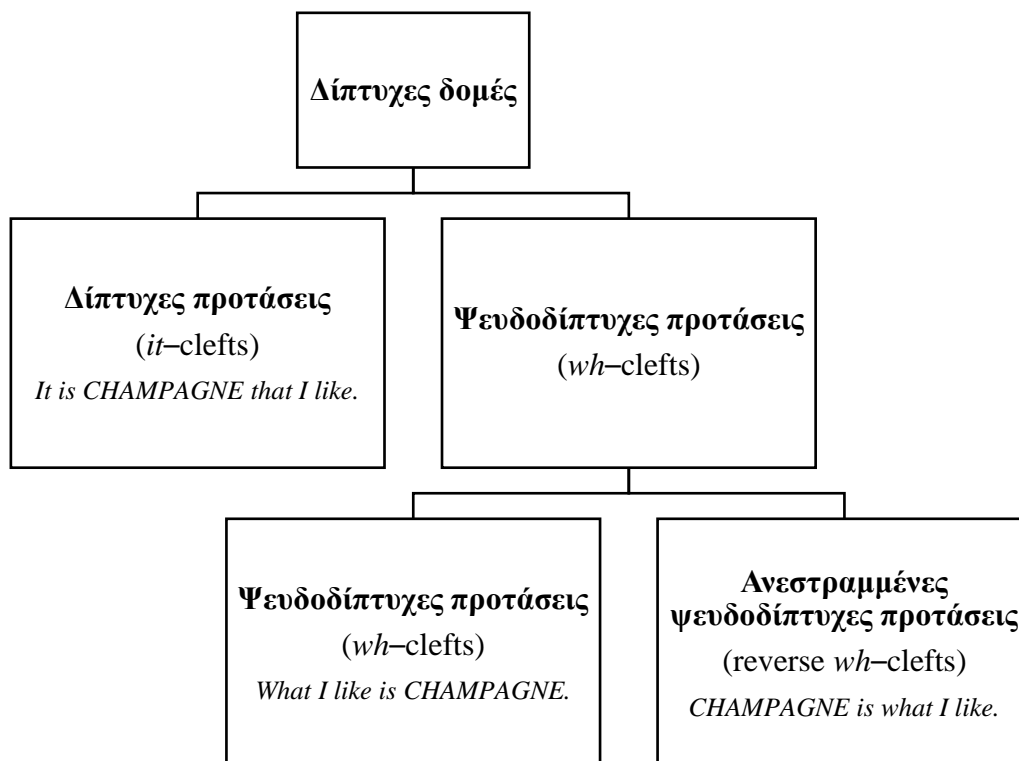 Δίπτυχες δομές
Δίπτυχες προτάσεις
(it–clefts)
It is CHAMPAGNE that I like.
Ψευδοδίπτυχες προτάσεις
(wh–clefts)
Ψευδοδίπτυχες προτάσεις
(wh–clefts)
What I like is CHAMPAGNE.
Ανεστραμμένες
ψευδοδίπτυχες προτάσεις
(reverse wh–clefts)
CHAMPAGNE is what I like.